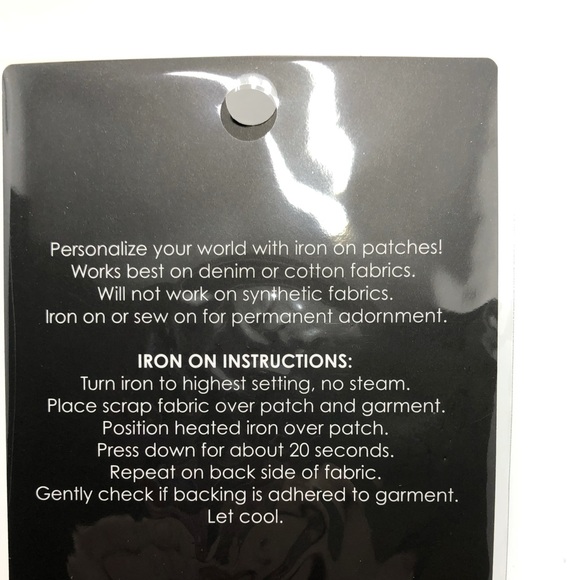 Personalize your world with iron on patches!
Works best on denim or cotton fabrics.
Will not work on synthetic fabrics.
Iron on or sew on for permanent adornment.
IRON ON INSTRUCTIONS:
Turn iron to highest setting, no steam.
Place scrap fabric over patch and garment.
Position heated iron over patch.
Press down for about 20 seconds.
Repeat on back side of fabric.
Gently check if backing is adhered to garment.
Let cool.